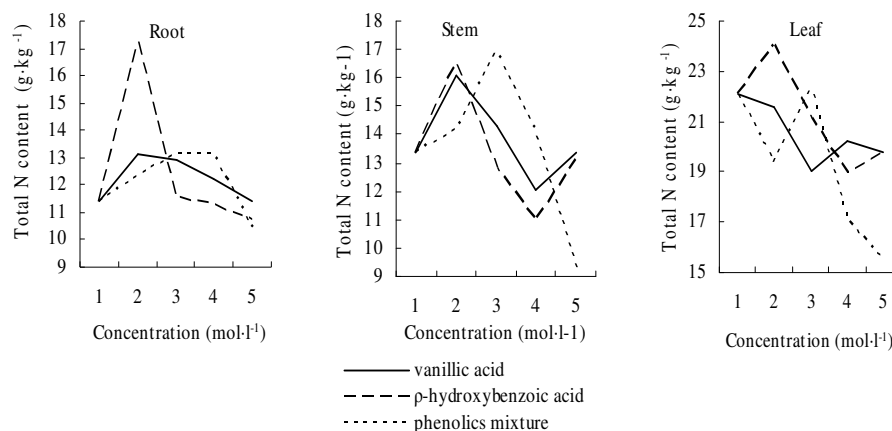 Root
Total N content (g·kg⁻¹)
18
17
16
15
14
13
12
11
10
9
1 2 3 4 5
Concentration (mol·l⁻¹)
Stem
Total N content (g·kg-1)
18
17
16
15
14
13
12
11
10
9
1 2 3 4 5
Concentration (mol·l-1)
Leaf
Total N content (g·kg⁻¹)
25
23
21
19
17
15
1 2 3 4 5
Concentration (mol·l⁻¹)
vanillic acid
ρ-hydroxybenzoic acid
phenolics mixture